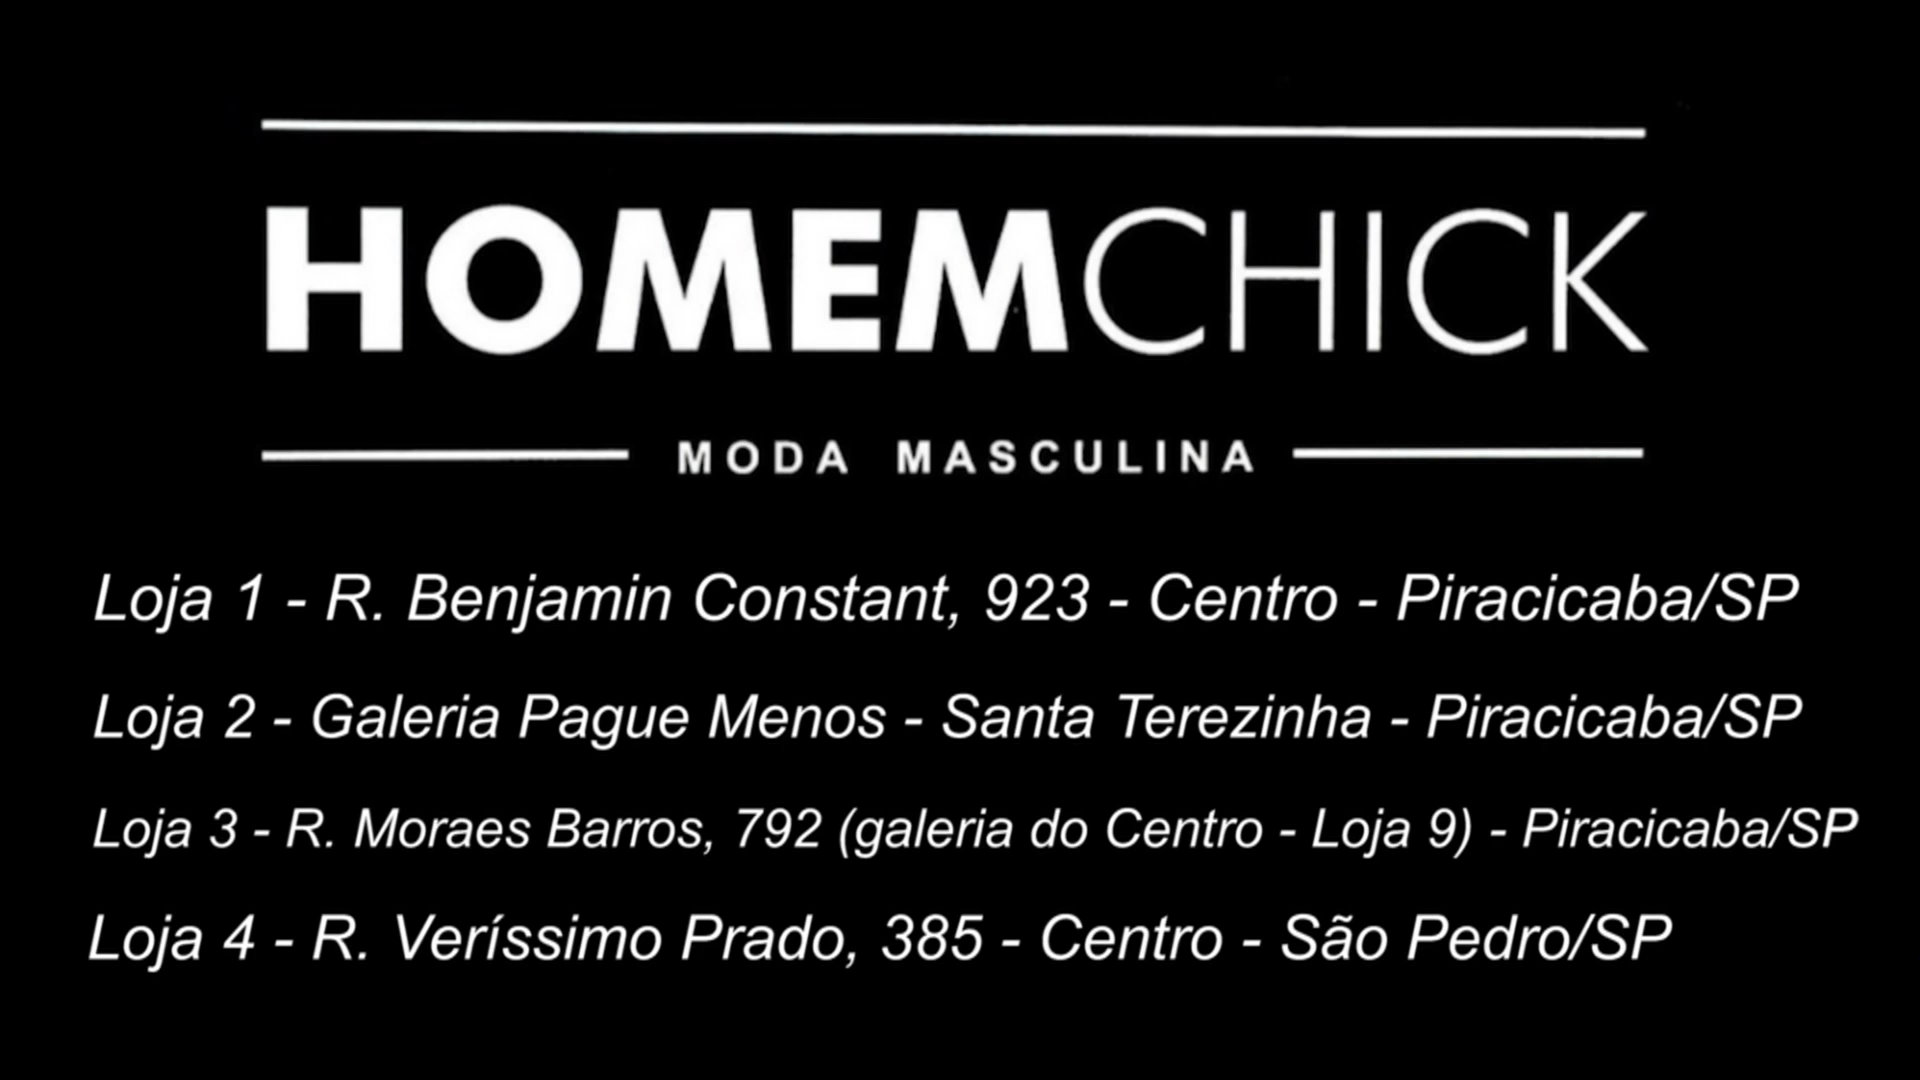 HOMEMCHICK
MODA MASCULINA
Loja 1 - R. Benjamin Constant, 923 - Centro - Piracicaba/SP
Loja 2 - Galeria Pague Menos - Santa Terezinha - Piracicaba/SP
Loja 3 - R. Moraes Barros, 792 (galeria do Centro - Loja 9) - Piracicaba/SP
Loja 4 - R. Veríssimo Prado, 385 - Centro - São Pedro/SP